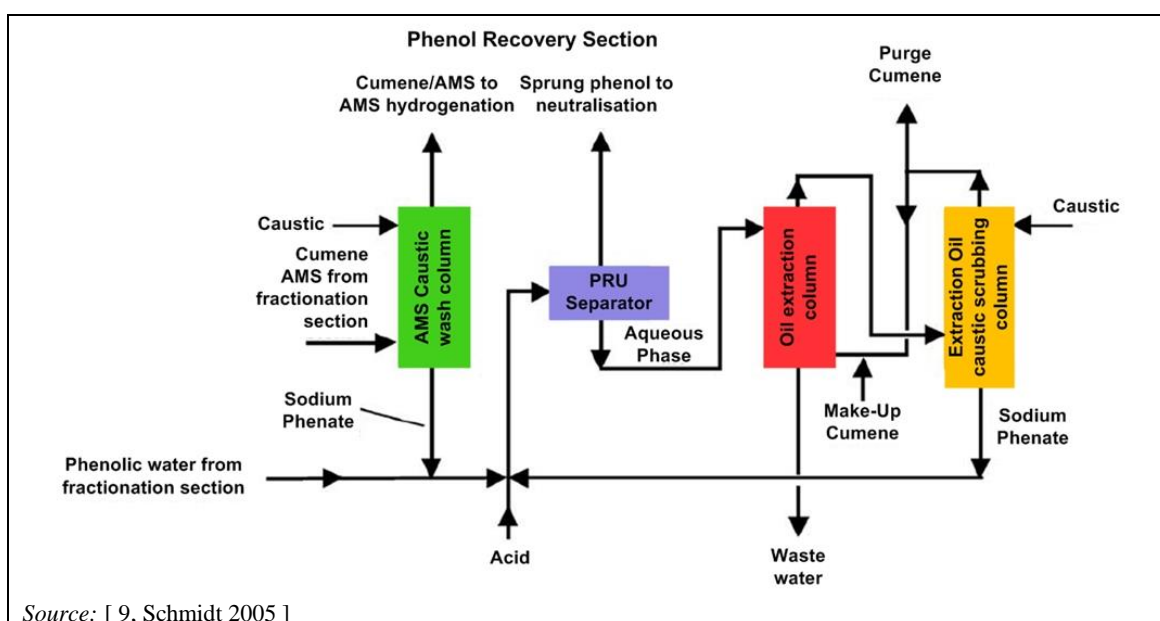 Phenol Recovery Section
Cumene/AMS to
AMS hydrogenation
Sprung phenol to
neutralisation
Purge
Cumene
Caustic
Cumene
AMS from
fractionation
section
AMS Caustic
wash column
PRU
Separator
Aqueous
Phase
Oil extraction
column
Extraction Oil
caustic scrubbing
column
Caustic
Sodium
Phenate
Make-Up
Cumene
Sodium
Phenate
Phenolic water from
fractionation section
Acid
Waste
water
Source: [ 9, Schmidt 2005 ]